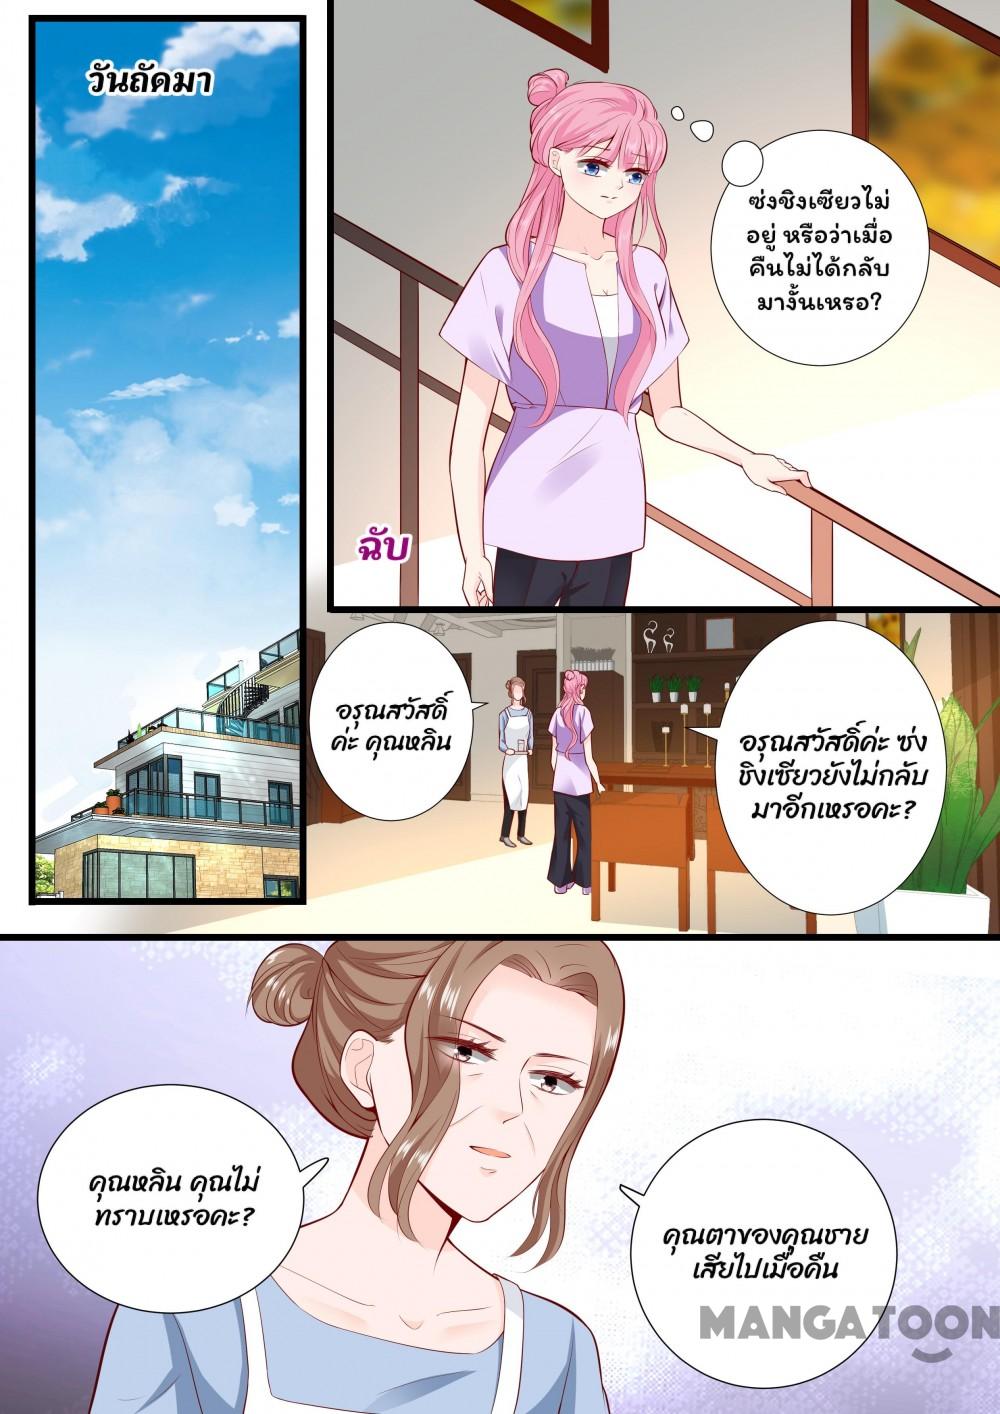 วันถัดมา
ซ่งชิงเซียวไม่
อยู่ หรือว่าเมื่อ
คืนไม่ได้กลับ
มางั้นเหรอ?
ฉับ
อรุณสวัสดิ์
ค่ะ คุณหลิน
อรุณสวัสดิ์ค่ะ ซ่ง
ชิงเซียวยังไม่กลับ
มาอีกเหรอคะ?
คุณหลิน คุณไม่
ทราบเหรอคะ?
คุณตาของคุณชาย
เสียไปเมื่อคืน
MANGATOON